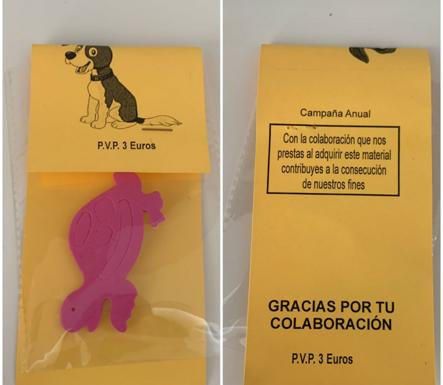 P.V.P. 3 Euros
Campaña Anual
Con la colaboración que nos
prestas al adquirir este material
contribuyes a la consecución
de nuestros fines
GRACIAS POR TU
COLABORACIÓN
P.V.P. 3 Euros